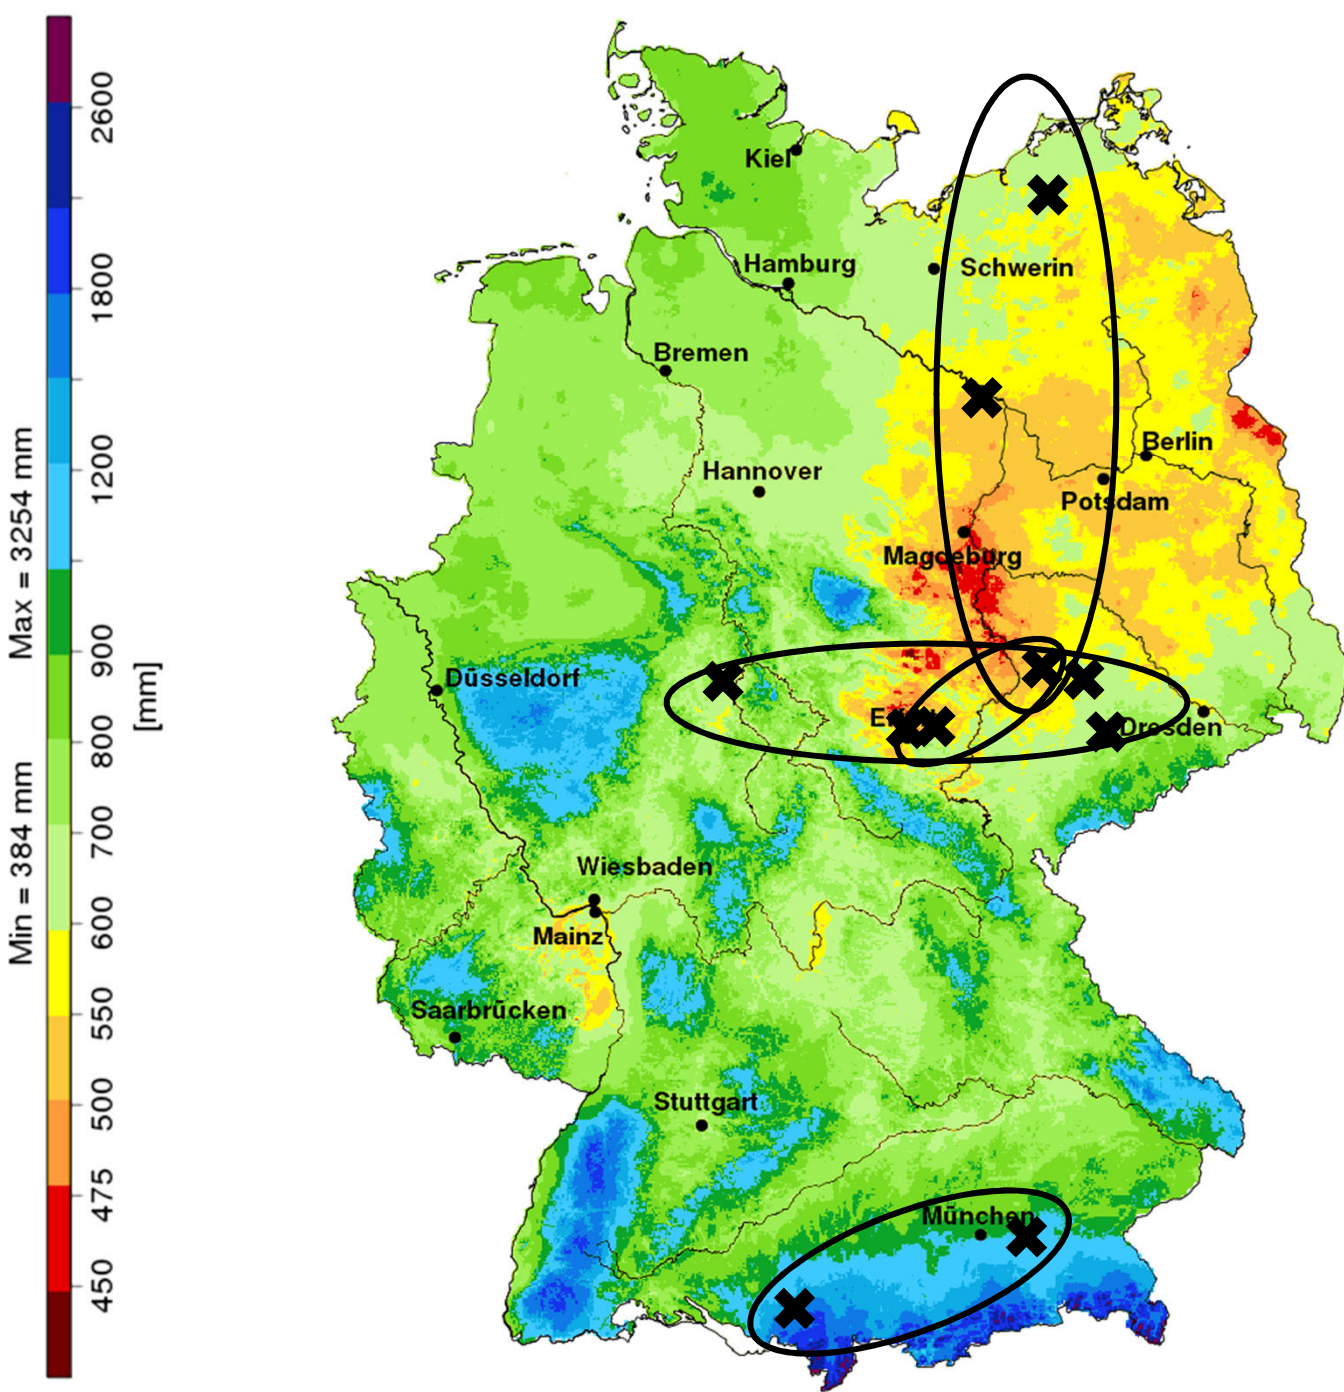 Max = 3254 mm
Min = 384 mm
2600
1800
1200
900
800
700
600
550
500
475
450
[mm]
Kiel
Hamburg
Schwerin
Bremen
Berlin
Hannover
Potsdam
Magdeburg
Düsseldorf
Dresden
Wiesbaden
Mainz
Saarbrücken
Stuttgart
München